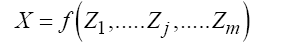 X = f(Z1,.....Zj,.....Zm)